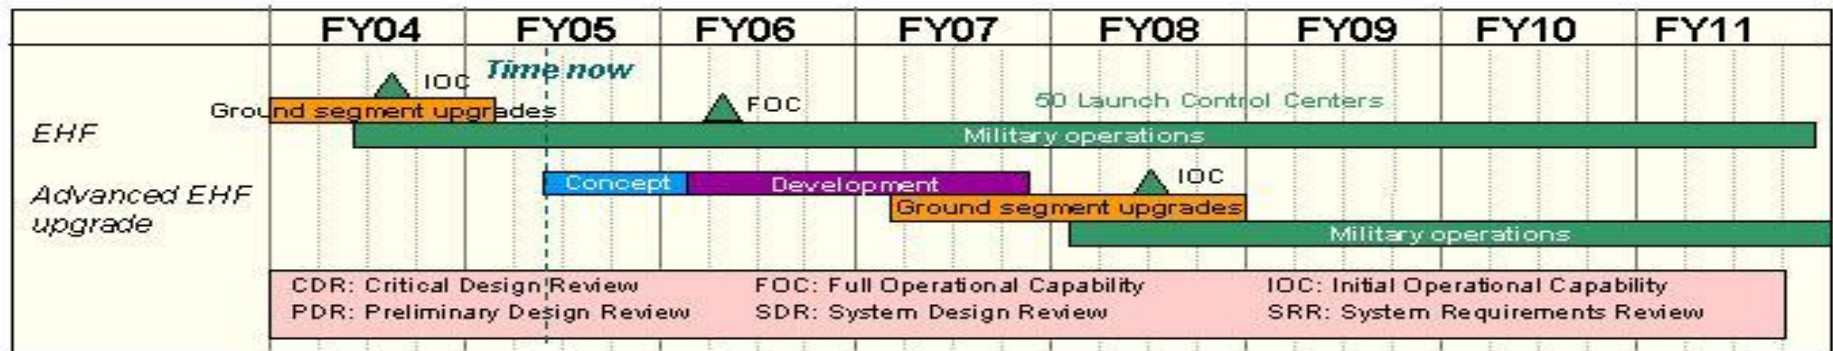 FY04 FY05 FY06 FY07 FY08 FY09 FY10 FY11
Time now
IOC
Ground segment upgrades
FOC
50 Launch Control Centers
EHF
Military operations
Concept
Development
IOC
Advanced EHF
upgrade
Ground segment upgrades
Military operations
CDR: Critical Design Review FOC: Full Operational Capability IOC: Initial Operational Capability
PDR: Preliminary Design Review SDR: System Design Review SRR: System Requirements Review